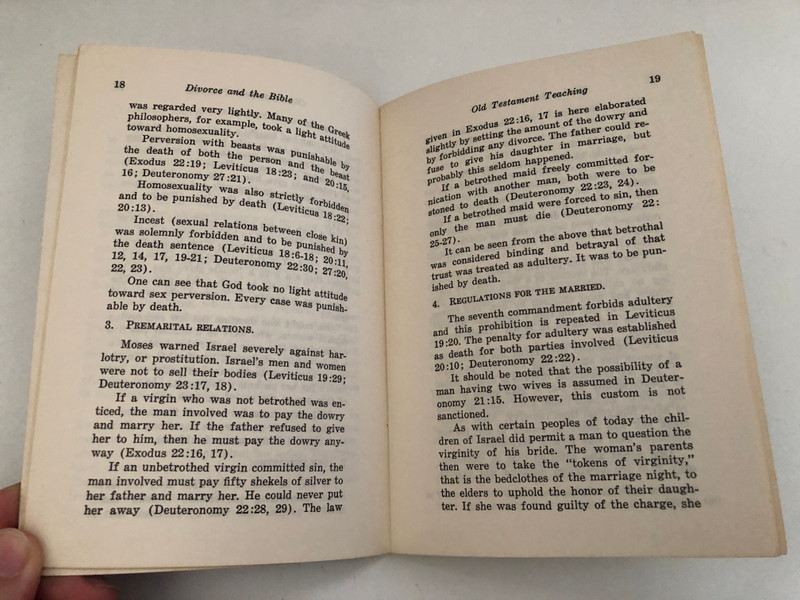 18
Divorce and the Bible
was regarded very lightly. Many of the Greek
philosophers, for example, took a light attitude
toward homosexuality.
Perversion with beasts was punishable by
the death of both the person and the beast
(Exodus 22:19; Leviticus 18:23; and 20:15,
16; Deuteronomy 27:21).
Homosexuality was also strictly forbidden
and to be punished by death (Leviticus 18:22;
20:13).
Incest (sexual relations between close kin)
was solemnly forbidden and to be punished by
the death sentence (Leviticus 18:6-18; 20:11,
12, 14, 17, 19-21; Deuteronomy 22:30; 27:20,
22, 23).
One can see that God took no light attitude
toward sex perversion. Every case was punish-
able by death.
3. PREMARITAL RELATIONS.
Moses warned Israel severely against har-
lotry, or prostitution. Israel's men and women
were not to sell their bodies (Leviticus 19:29;
Deuteronomy 23:17, 18).
If a virgin who was not betrothed was en-
ticed, the man involved was to pay the dowry
and marry her. If the father refused to give
her to him, then he must pay the dowry any-
way (Exodus 22:16, 17).
If an unbetrothed virgin committed sin, the
man involved must pay fifty shekels of silver to
her father and marry her. He could never put
her away (Deuteronomy 22:28, 29). The law
Old Testament Teaching
19
given in Exodus 22:16, 17 is here elaborated
slightly by setting the amount of the dowry and
by forbidding any divorce. The father could re-
fuse to give his daughter in marriage, but
probably this seldom happened.
If a betrothed maid freely committed for-
nication with another man, both were to be
stoned to death (Deuteronomy 22:23, 24).
If a betrothed maid were forced to sin, then
only the man must die (Deuteronomy 22:
25-27).
It can be seen from the above that betrothal
was considered binding and betrayal of that
trust was treated as adultery. It was to be pun-
ished by death.
4. REGULATIONS FOR THE MARRIED.
The seventh commandment forbids adultery
and this prohibition is repeated in Leviticus
19:20. The penalty for adultery was established
as death for both parties involved (Leviticus
20:10; Deuteronomy 22:22).
It should be noted that the possibility of a
man having two wives is assumed in Deuter-
onomy 21:15. However, this custom is not
sanctioned.
As with certain peoples of today the chil-
dren of Israel did permit a man to question the
virginity of his bride. The woman's parents
then were to take the "tokens of virginity,"
that is the bedclothes of the marriage night, to
the elders to uphold the honor of their daugh-
ter. If she was found guilty of the charge, she